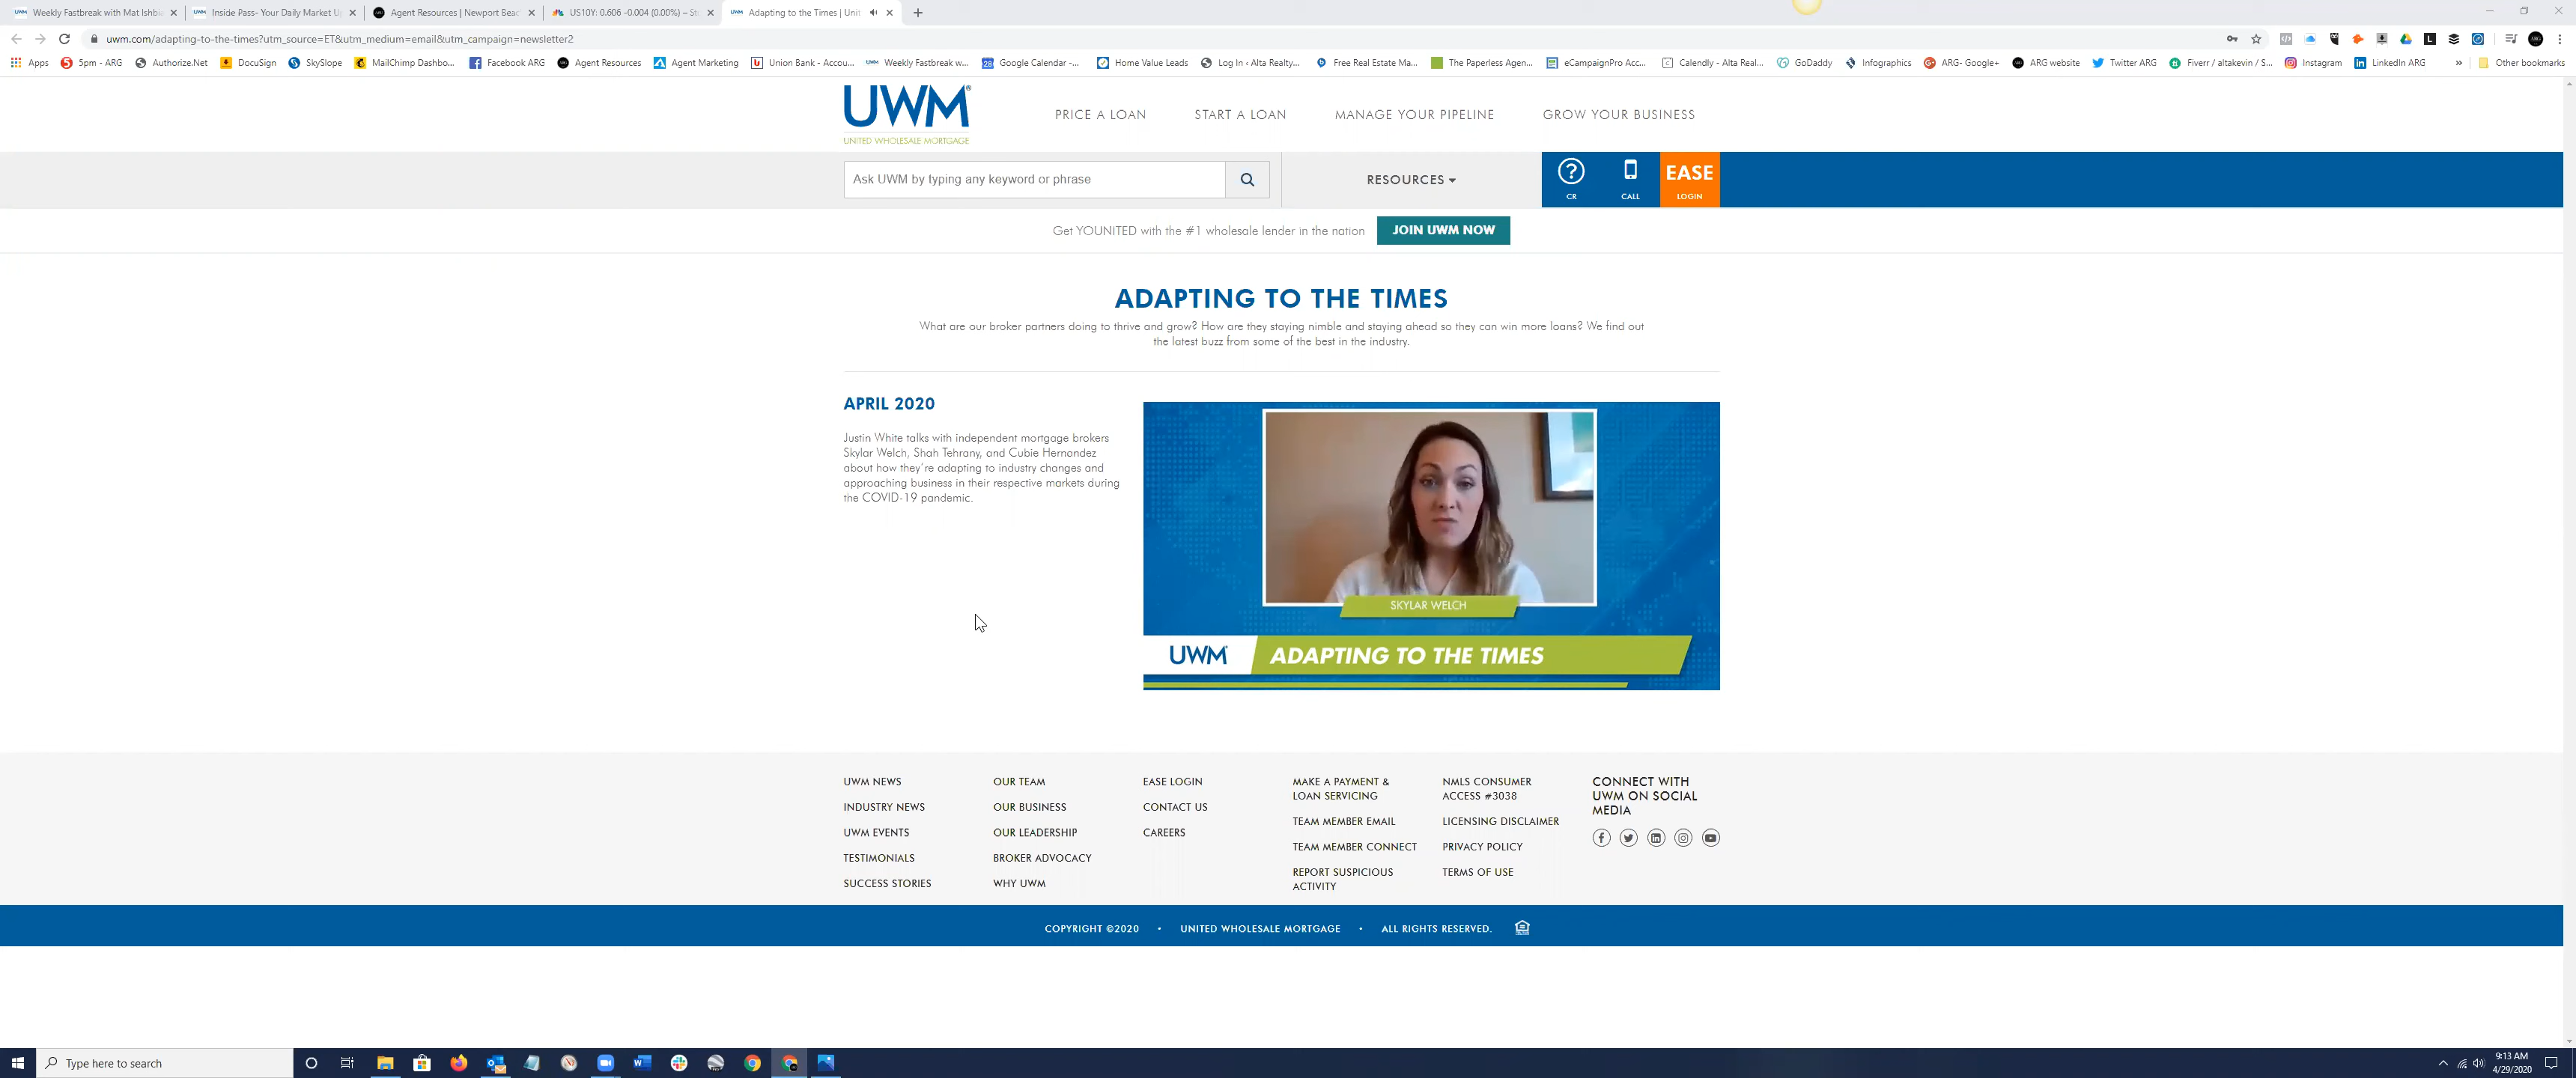 Weekly Fastbreak with Mat Ishbi
Inside Pass- Your Daily Market Up
Agent Resources | Newport Beac
US10Y: 0.606 -0.004 (0.00%) – St
Adapting to the Times | Unit
uwm.com/adapting-to-the-times?utm_source=ET&utm_medium=email&utm_campaign=newsletter2
Apps
5pm - ARG
Authorize.Net
DocuSign
SkySlope
MailChimp Dashbo...
Facebook ARG
Agent Resources
Agent Marketing
Union Bank - Accou...
Weekly Fastbreak w...
Google Calendar -...
Home Value Leads
Log In ‹ Alta Realty...
Free Real Estate Ma...
The Paperless Agen...
eCampaignPro Acc...
Calendly - Alta Real...
GoDaddy
Infographics
ARG- Google+
ARG website
Twitter ARG
Fiverr / altakevin / S...
Instagram
LinkedIn ARG
»
Other bookmarks
UWM®
UNITED WHOLESALE MORTGAGE
PRICE A LOAN
START A LOAN
MANAGE YOUR PIPELINE
GROW YOUR BUSINESS
Ask UWM by typing any keyword or phrase
RESOURCES
CR
CALL
EASE
LOGIN
Get YOUNITED with the #1 wholesale lender in the nation
JOIN UWM NOW
ADAPTING TO THE TIMES
What are our broker partners doing to thrive and grow? How are they staying nimble and staying ahead so they can win more loans? We find out
the latest buzz from some of the best in the industry.
APRIL 2020
Justin White talks with independent mortgage brokers
Skylar Welch, Shah Tehrany, and Cubie Hernandez
about how they're adapting to industry changes and
approaching business in their respective markets during
the COVID-19 pandemic.
SKYLAR WELCH
UWM
ADAPTING TO THE TIMES
UWM NEWS
INDUSTRY NEWS
UWM EVENTS
TESTIMONIALS
SUCCESS STORIES
OUR TEAM
OUR BUSINESS
OUR LEADERSHIP
BROKER ADVOCACY
WHY UWM
EASE LOGIN
CONTACT US
CAREERS
MAKE A PAYMENT &
LOAN SERVICING
TEAM MEMBER EMAIL
TEAM MEMBER CONNECT
REPORT SUSPICIOUS
ACTIVITY
NMLS CONSUMER
ACCESS #3038
LICENSING DISCLAIMER
PRIVACY POLICY
TERMS OF USE
CONNECT WITH
UWM ON SOCIAL
MEDIA
COPYRIGHT ©2020 • UNITED WHOLESALE MORTGAGE • ALL RIGHTS RESERVED.
Type here to search
9:13 AM
4/29/2020